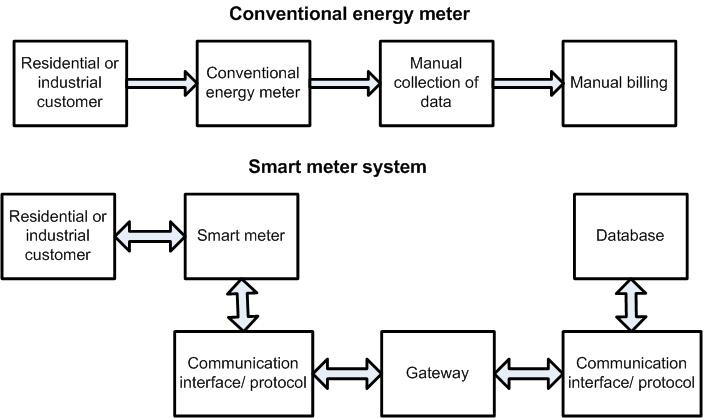 Conventional energy meter
Residential or
industrial
customer
Conventional
energy meter
Manual
collection of
data
Manual billing
Smart meter system
Residential or
industrial
customer
Smart meter
Database
Communication
interface/ protocol
Gateway
Communication
interface/ protocol